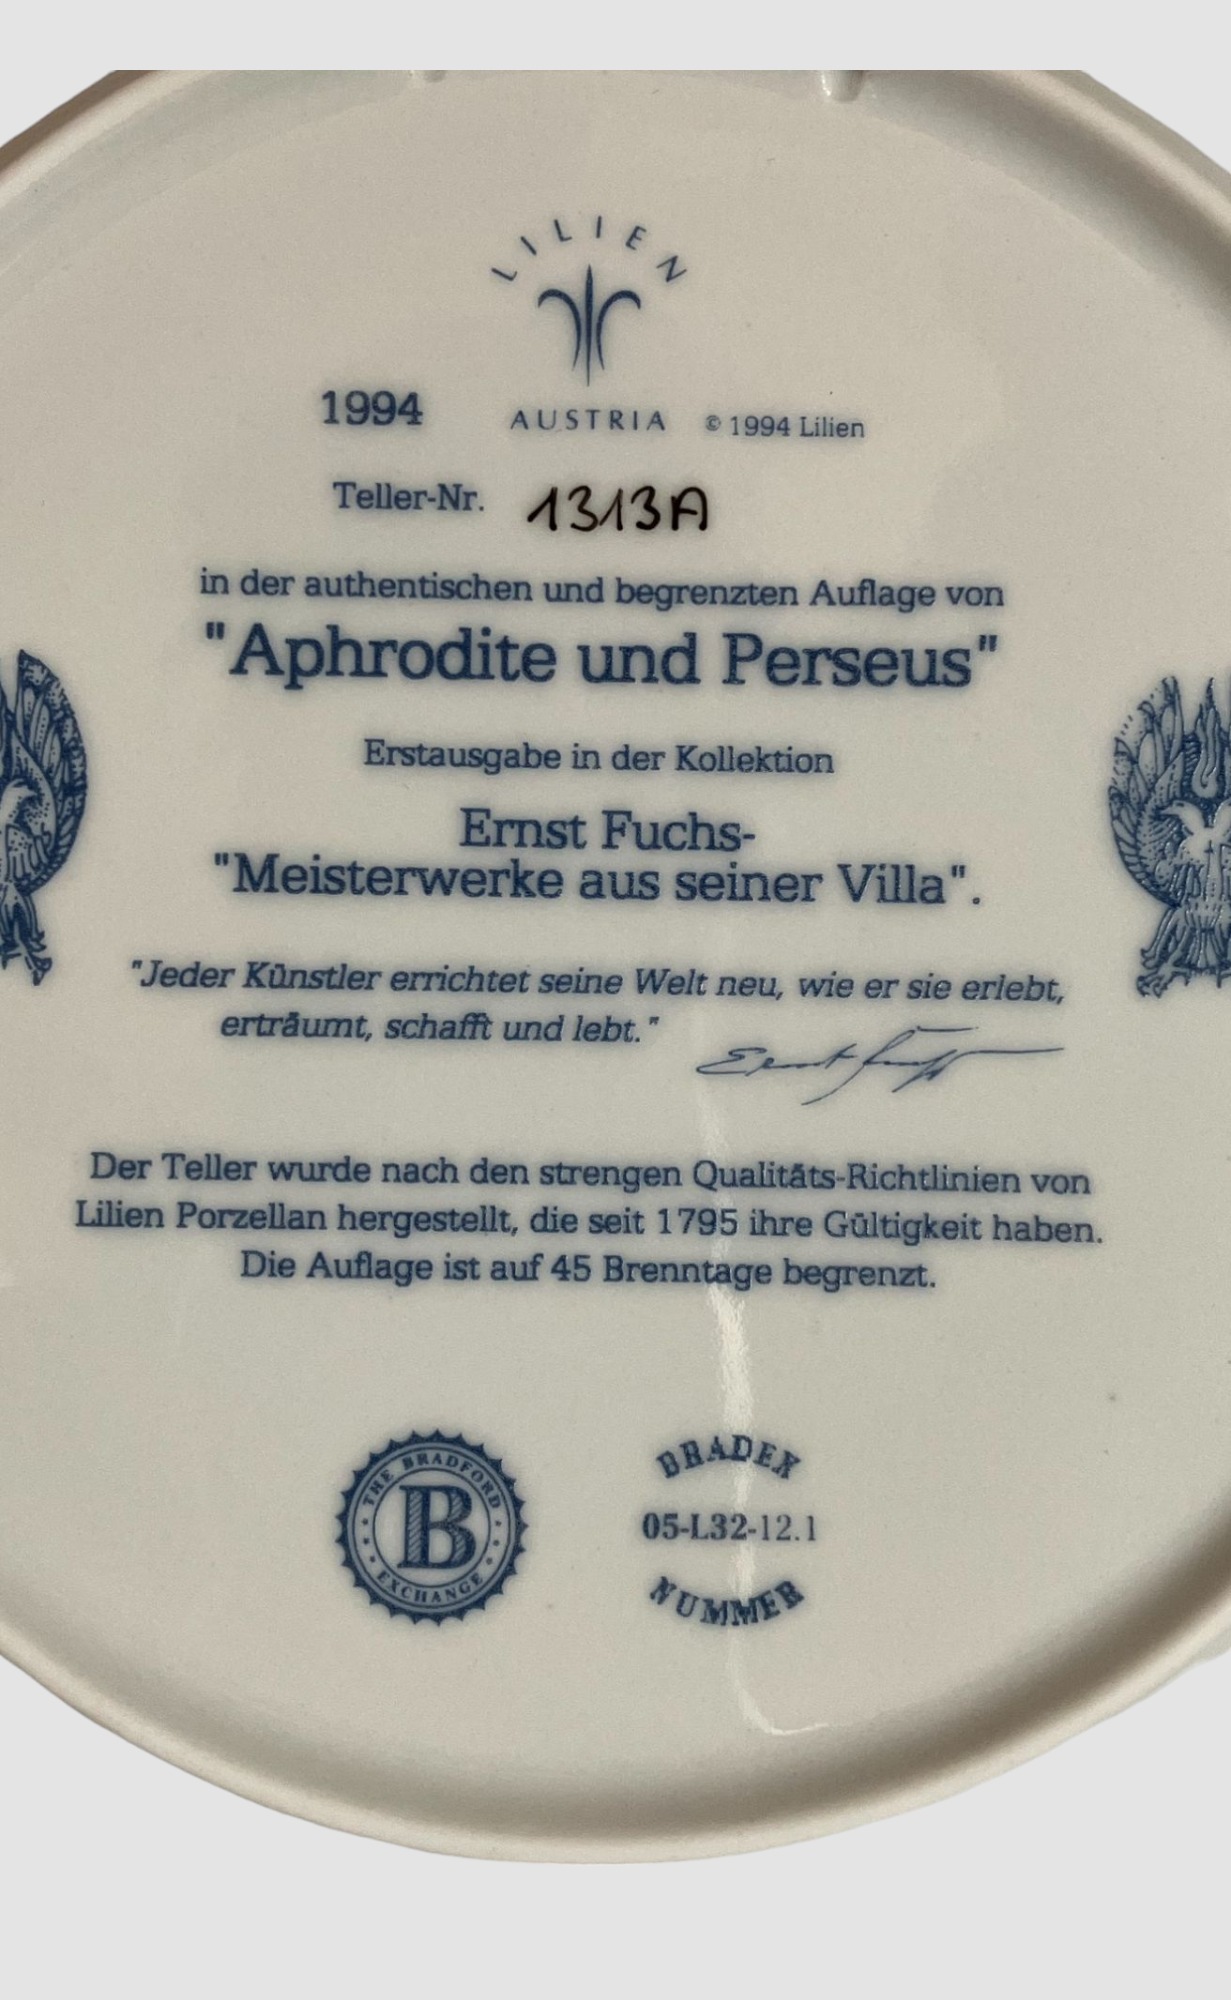 LILIEN
1994 AUSTRIA © 1994 Lilien
Teller-Nr. 1313A
in der authentischen und begrenzten Auflage von
"Aphrodite und Perseus"
Erstausgabe in der Kollektion
Ernst Fuchs-
"Meisterwerke aus seiner Villa".
"Jeder Künstler errichtet seine Welt neu, wie er sie erlebt,
erträumt, schafft und lebt." Ernst Fuchs
Der Teller wurde nach den strengen Qualitäts-Richtlinien von
Lilien Porzellan hergestellt, die seit 1795 ihre Gültigkeit haben.
Die Auflage ist auf 45 Brenntage begrenzt.
THE BRADFORD
B
EXCHANGE
BRADEX
05-L32-12.1
NUMMER